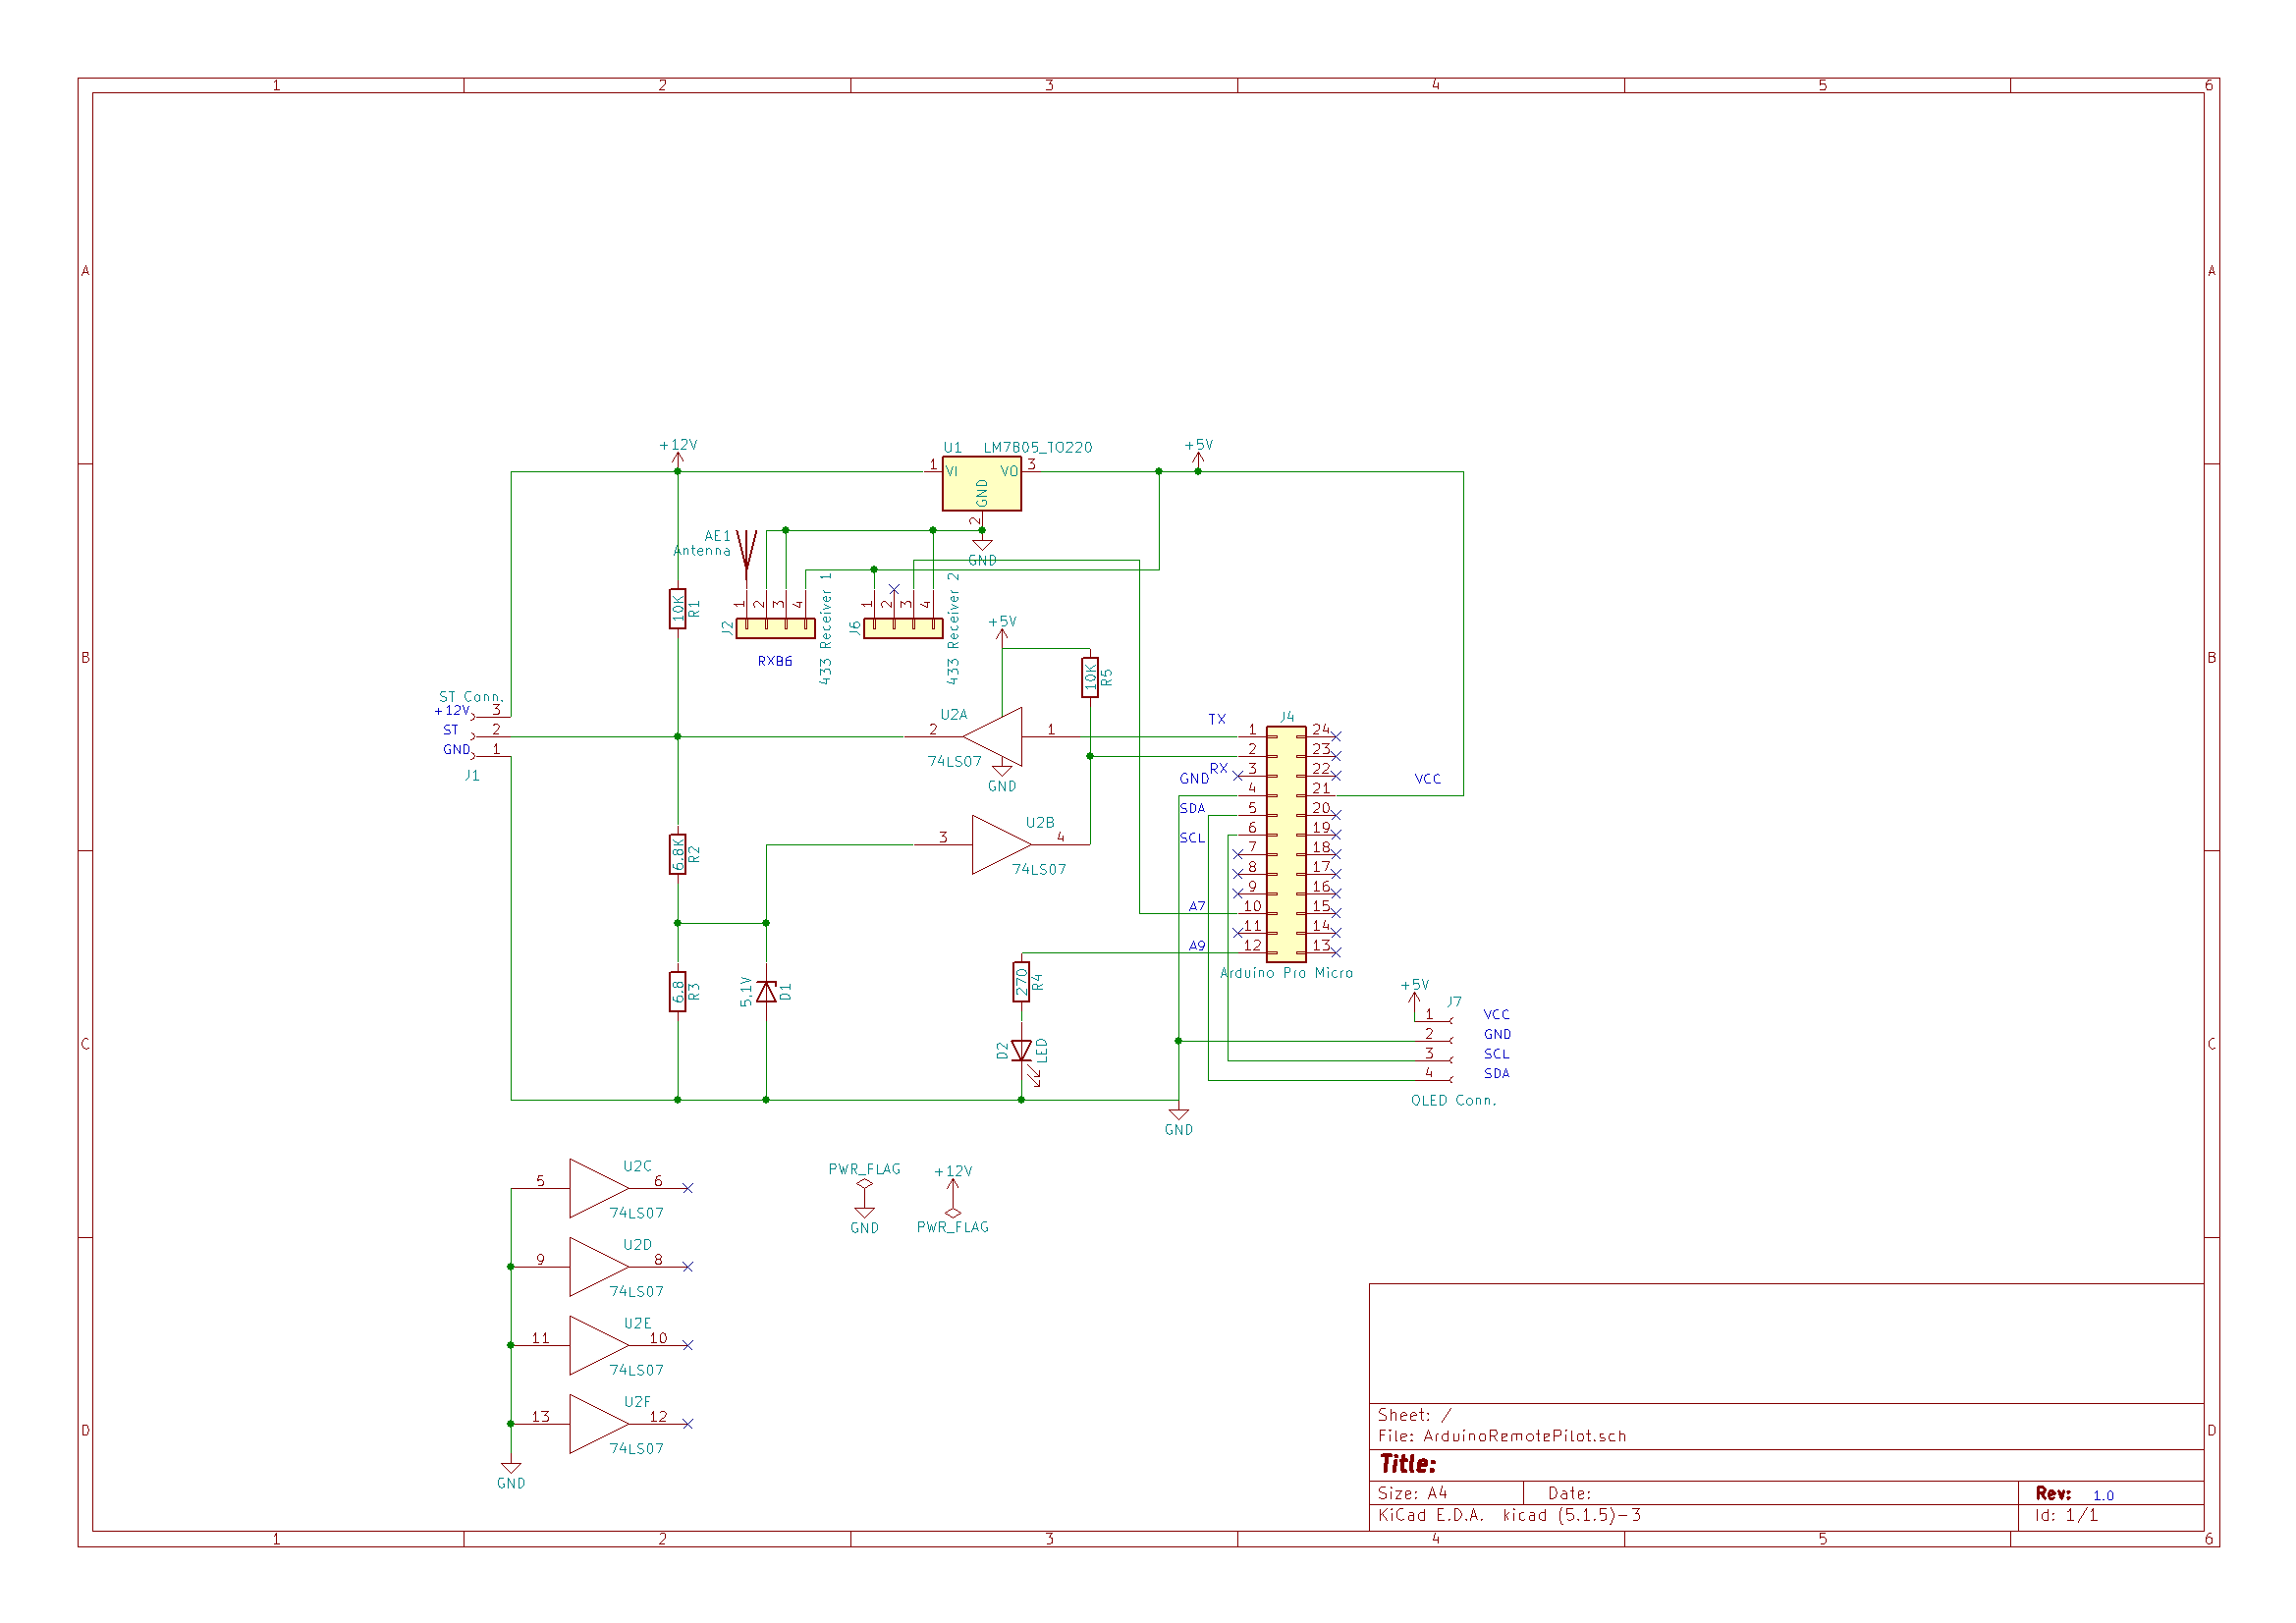 1 2 3 4 5 6
A A
+12V U1 LM7805_TO220 +5V
1 VI VO 3
GND
2
AE1
Antenna
GND
10K R1
1 2 3 4
J2
433 Receiver 1
1 2 3 4
J6
433 Receiver 2
RXB6
+5V
10K R5
B B
ST Conn.
+12V 3
ST 2
GND 1
J1
U2A
2 1
74LS07
GND
TX
RX
GND
SDA
SCL
A7
A9
J4
1 24
2 23
3 22
4 21
5 20
6 19
7 18
8 17
9 16
10 15
11 14
12 13
Arduino Pro Micro
VCC
U2B
3 4
74LS07
6.8K R2
6.8 R3
5.1V D1
270 R4
D2 LED
+5V J7
1 VCC
2 GND
3 SCL
4 SDA
OLED Conn.
C C
GND
U2C
5 6
74LS07
U2D
9 8
74LS07
U2E
11 10
74LS07
U2F
13 12
74LS07
GND
PWR_FLAG +12V
GND PWR_FLAG
D D
Sheet: /
File: ArduinoRemotePilot.sch
Title:
Size: A4 Date: Rev: 1.0
KiCad E.D.A. kicad (5.1.5)-3 Id: 1/1
1 2 3 4 5 6